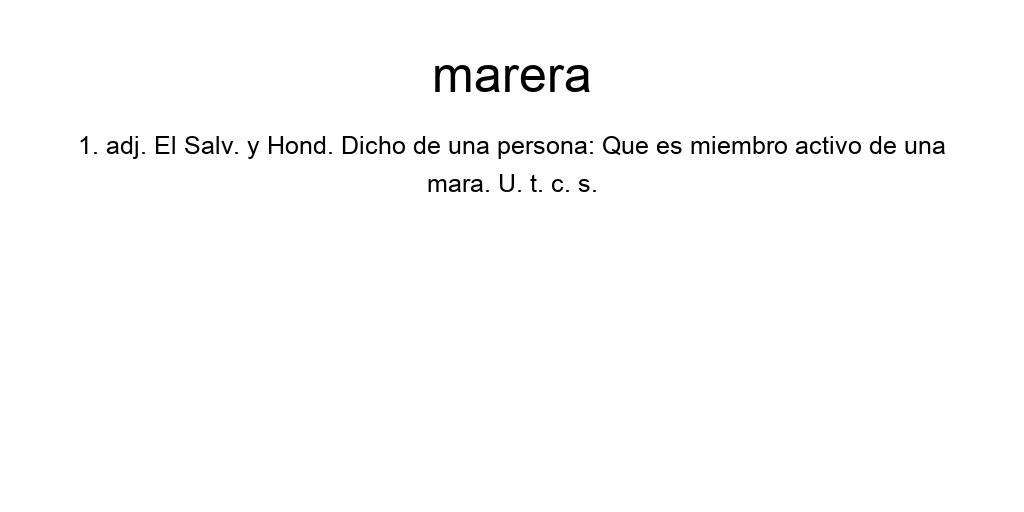 marera
1. adj. El Salv. y Hond. Dicho de una persona: Que es miembro activo de una
mara. U. t. c. s.